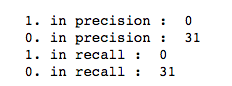 1. in precision :  0
0. in precision :  31
1. in recall :  0
0. in recall :  31